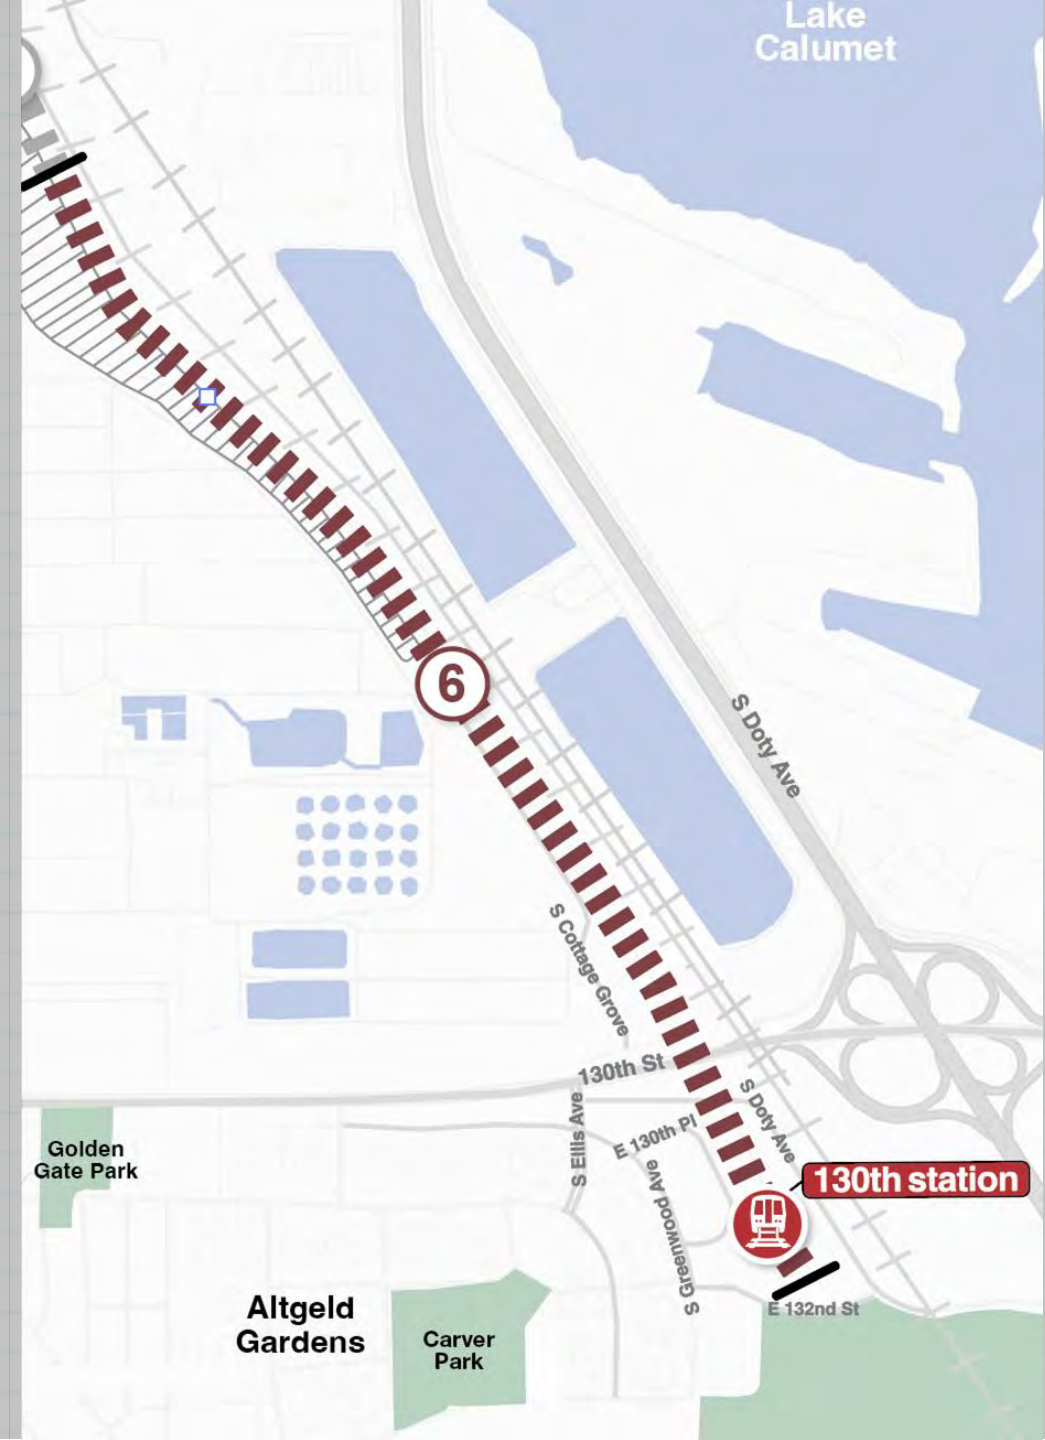 Lake
Calumet
6
S Doty Ave
S Cottage Grove
130th St
S Ellis Ave
E 130th Pl
S Doty Ave
S Greenwood Ave
Golden
Gate Park
130th station
E 132nd St
Altgeld
Gardens
Carver
Park